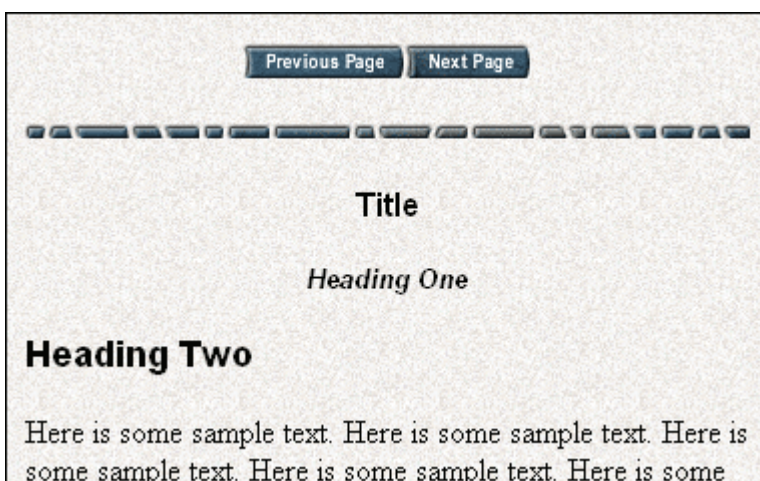 Previous Page Next Page
Title
Heading One
Heading Two
Here is some sample text. Here is some sample text. Here is
some sample text. Here is some sample text. Here is some